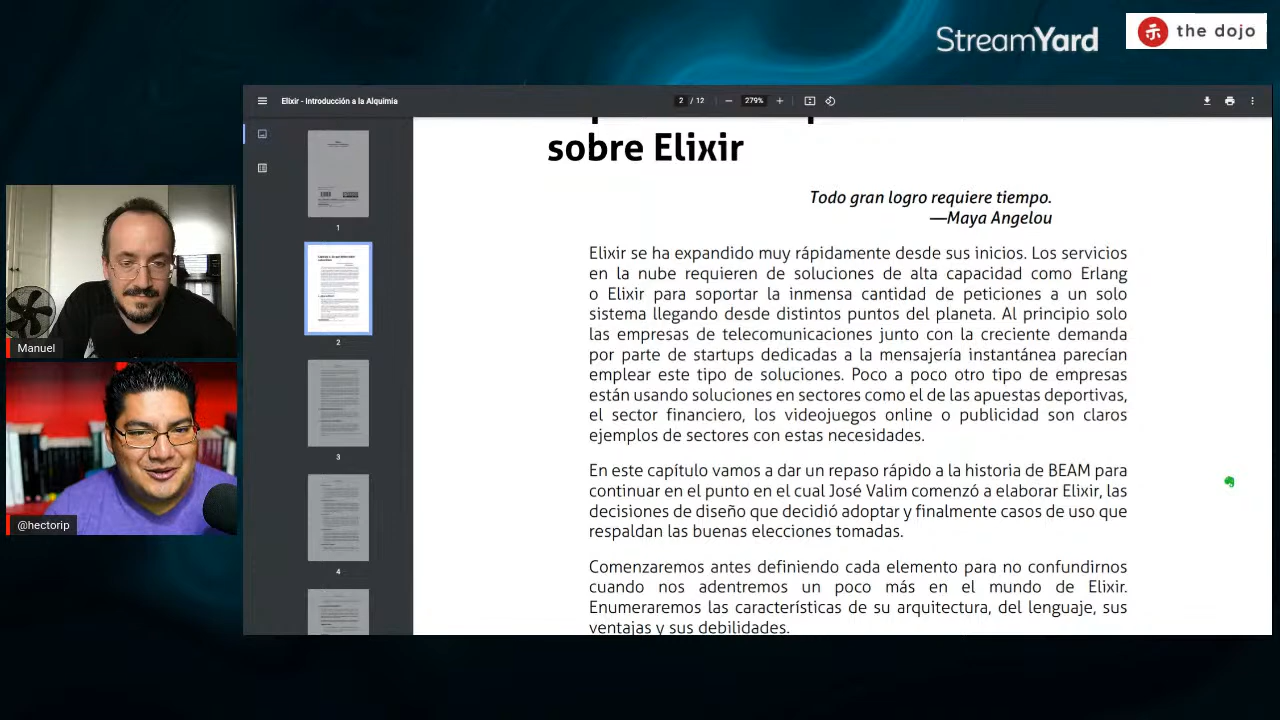 StreamYard
the dojo
Elixir - Introducción a la Alquimia
2 / 12
279%
sobre Elixir
Todo gran logro requiere tiempo.
—Maya Angelou
Elixir se ha expandido muy rápidamente desde sus inicios. Los servicios
en la nube requieren de soluciones de alta capacidad como Erlang
o Elixir para soportar la inmensa cantidad de peticiones a un solo
sistema llegando desde distintos puntos del planeta. Al principio solo
las empresas de telecomunicaciones junto con la creciente demanda
por parte de startups dedicadas a la mensajería instantánea parecían
emplear este tipo de soluciones. Poco a poco otro tipo de empresas
están usando soluciones en sectores como el de las apuestas deportivas,
el sector financiero, los videojuegos online o publicidad son claros
ejemplos de sectores con estas necesidades.
En este capítulo vamos a dar un repaso rápido a la historia de BEAM para
continuar en el punto en el cual José Valim comenzó a elaborar Elixir, las
decisiones de diseño que decidió adoptar y finalmente casos de uso que
respaldan las buenas elecciones tomadas.
Comenzaremos antes definiendo cada elemento para no confundirnos
cuando nos adentremos un poco más en el mundo de Elixir.
Enumeraremos las características de su arquitectura, del lenguaje, sus
ventajas y sus debilidades.
1
2
3
4
Manuel
@hectorip